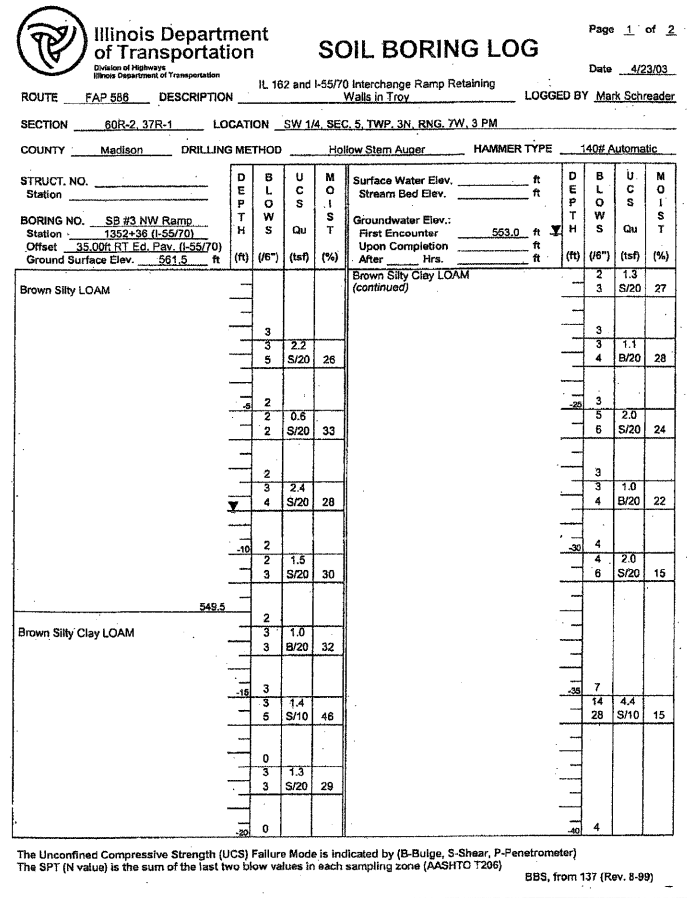 Illinois Department
of Transportation
Division of Highways
Illinois Department of Transportation
SOIL BORING LOG
Page 1 of 2
Date 4/23/03
ROUTE FAP 586 DESCRIPTION IL 162 and I-55/70 Interchange Ramp Retaining
Walls in Troy LOGGED BY Mark Schreader
SECTION 60R-2, 37R-1 LOCATION SW 1/4, SEC. 5, TWP. 3N, RNG. 7W, 3 PM
COUNTY Madison DRILLING METHOD Hollow Stem Auger HAMMER TYPE 140# Automatic
STRUCT. NO.
Station
BORING NO. SB #3 NW Ramp
Station 1352+36 (I-55/70)
Offset 35.00ft RT Ed. Pav. (I-55/70)
Ground Surface Elev. 561.5 ft
DEPTH (ft)
BLOWS (/6")
UCS Qu (tsf)
MOIST (%)
Surface Water Elev. ft
Stream Bed Elev. ft
Groundwater Elev.:
First Encounter 553.0 ft
Upon Completion ft
After Hrs. ft
DEPTH (ft)
BLOWS (/6")
UCS Qu (tsf)
MOIST (%)
Brown Silty LOAM
3
3 2.2
5 S/20 26
-5 2
2 0.6
2 S/20 33
2
3 2.4
4 S/20 28
-10 2
2 1.5
3 S/20 30
549.5
2
Brown Silty Clay LOAM 3 1.0
3 B/20 32
-15 3
3 1.4
5 S/10 46
0
3 1.3
3 S/20 29
-20 0
Brown Silty Clay LOAM 2 1.3
(continued) 3 S/20 27
3
3 1.1
4 B/20 28
-25 3
5 2.0
6 S/20 24
3
3 1.0
4 B/20 22
-30 4
4 2.0
6 S/20 15
-35 7
14 4.4
28 S/10 15
-40 4
The Unconfined Compressive Strength (UCS) Failure Mode is indicated by (B-Bulge, S-Shear, P-Penetrometer)
The SPT (N value) is the sum of the last two blow values in each sampling zone (AASHTO T206)
BBS, from 137 (Rev. 8-99)